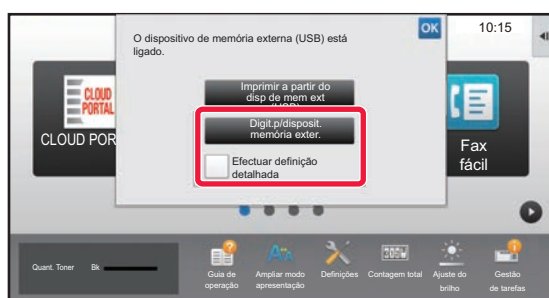 O dispositivo de memória externa (USB) está
ligado.
OK
10:15
Imprimir a partir do
disp de mem ext
(USB)
Digit.p/disposit.
memória exter.
Efectuar definição
detalhada
CLOUD
PORTAL
CLOUD POR
Fax
fácil
Quant. Toner Bk
Guia de
operação
Ampliar modo
apresentação
Definições
Contagem total
Ajuste do
brilho
Gestão
de tarefas